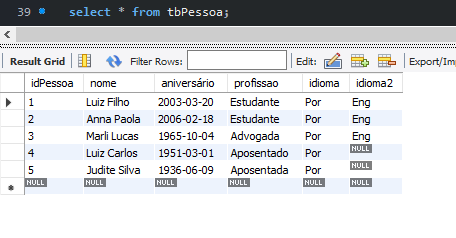 39 select * from tbPessoa;
Result Grid Filter Rows: Edit: Export/Imp
idPessoa nome aniversário profissao idioma idioma2
1 Luiz Filho 2003-03-20 Estudante Por Eng
2 Anna Paola 2006-02-18 Estudante Por Eng
3 Marli Lucas 1965-10-04 Advogada Por Eng
4 Luiz Carlos 1951-03-01 Aposentado Por NULL
5 Judite Silva 1936-06-09 Aposentada Por NULL
NULL NULL NULL NULL NULL NULL